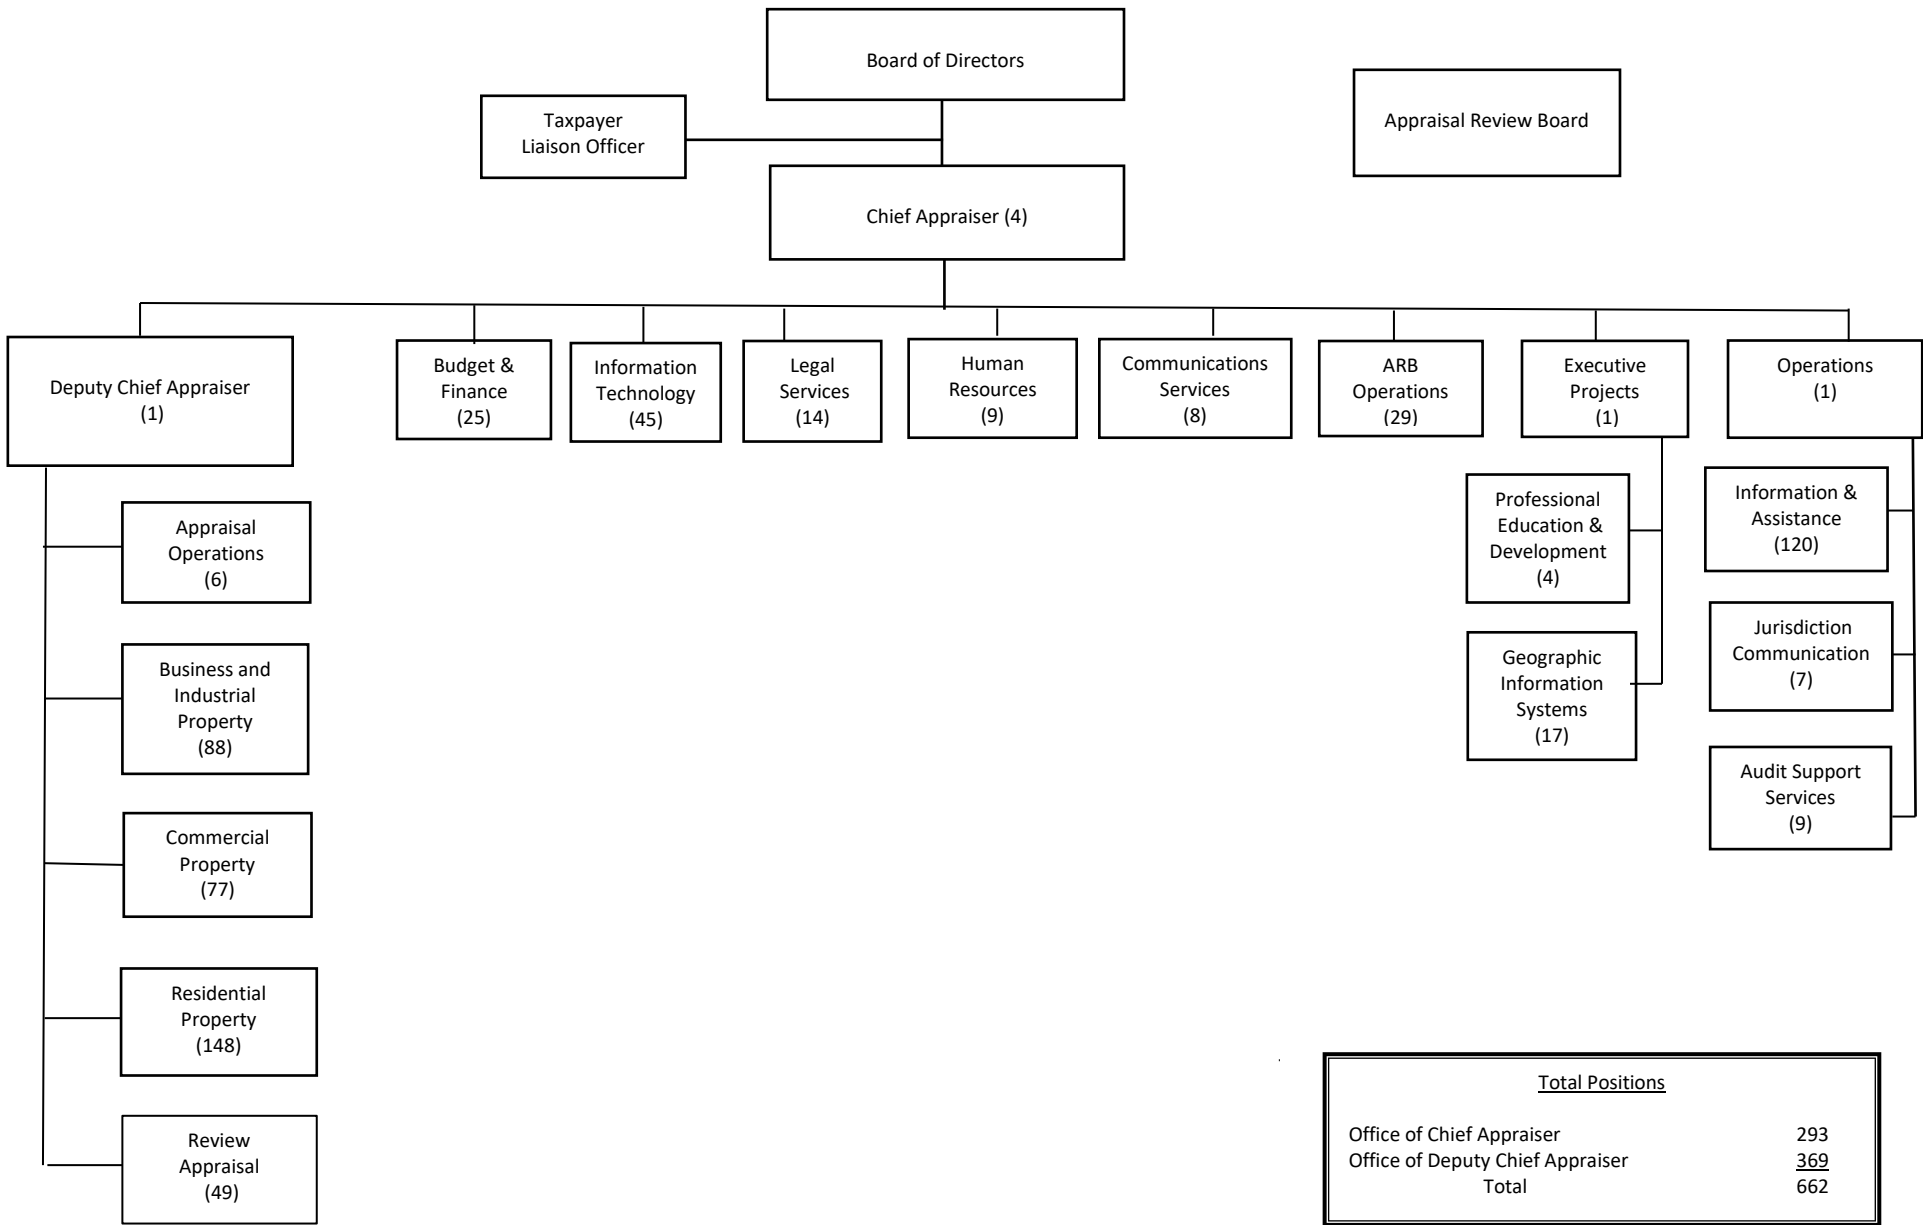 Board of Directors
Taxpayer
Liaison Officer
Appraisal Review Board
Chief Appraiser (4)
Deputy Chief Appraiser
(1)
Budget &
Finance
(25)
Information
Technology
(45)
Legal
Services
(14)
Human
Resources
(9)
Communications
Services
(8)
ARB
Operations
(29)
Executive
Projects
(1)
Operations
(1)
Appraisal
Operations
(6)
Business and
Industrial
Property
(88)
Commercial
Property
(77)
Residential
Property
(148)
Review
Appraisal
(49)
Professional
Education &
Development
(4)
Geographic
Information
Systems
(17)
Information &
Assistance
(120)
Jurisdiction
Communication
(7)
Audit Support
Services
(9)
Total Positions
Office of Chief Appraiser 293
Office of Deputy Chief Appraiser 369
Total 662